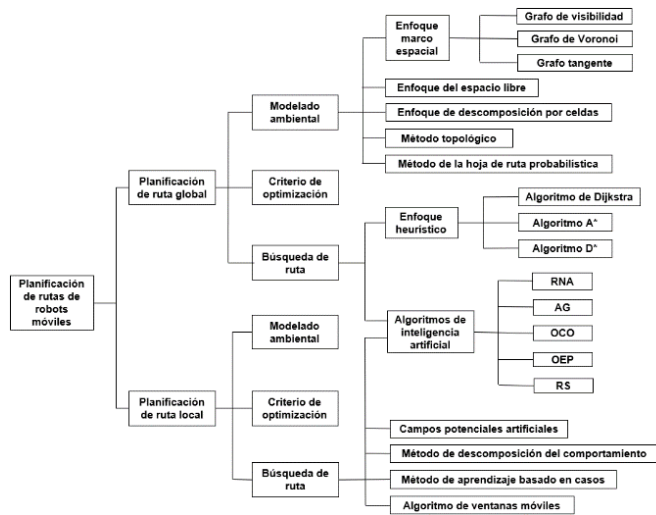 Planificación de rutas de robots móviles
Planificación
de ruta global
Modelado
ambiental
Enfoque
marco
espacial
Grafo de visibilidad
Grafo de Voronoi
Grafo tangente
Enfoque del espacio libre
Enfoque de descomposición por celdas
Método topológico
Método de la hoja de ruta probabilística
Criterio de
optimización
Búsqueda de
ruta
Enfoque
heurístico
Algoritmo de Dijkstra
Algoritmo A*
Algoritmo D*
Algoritmos de
inteligencia
artificial
RNA
AG
OCO
OEP
RS
Planificación
de ruta local
Modelado
ambiental
Criterio de
optimización
Búsqueda de
ruta
Campos potenciales artificiales
Método de descomposición del comportamiento
Método de aprendizaje basado en casos
Algoritmo de ventanas móviles